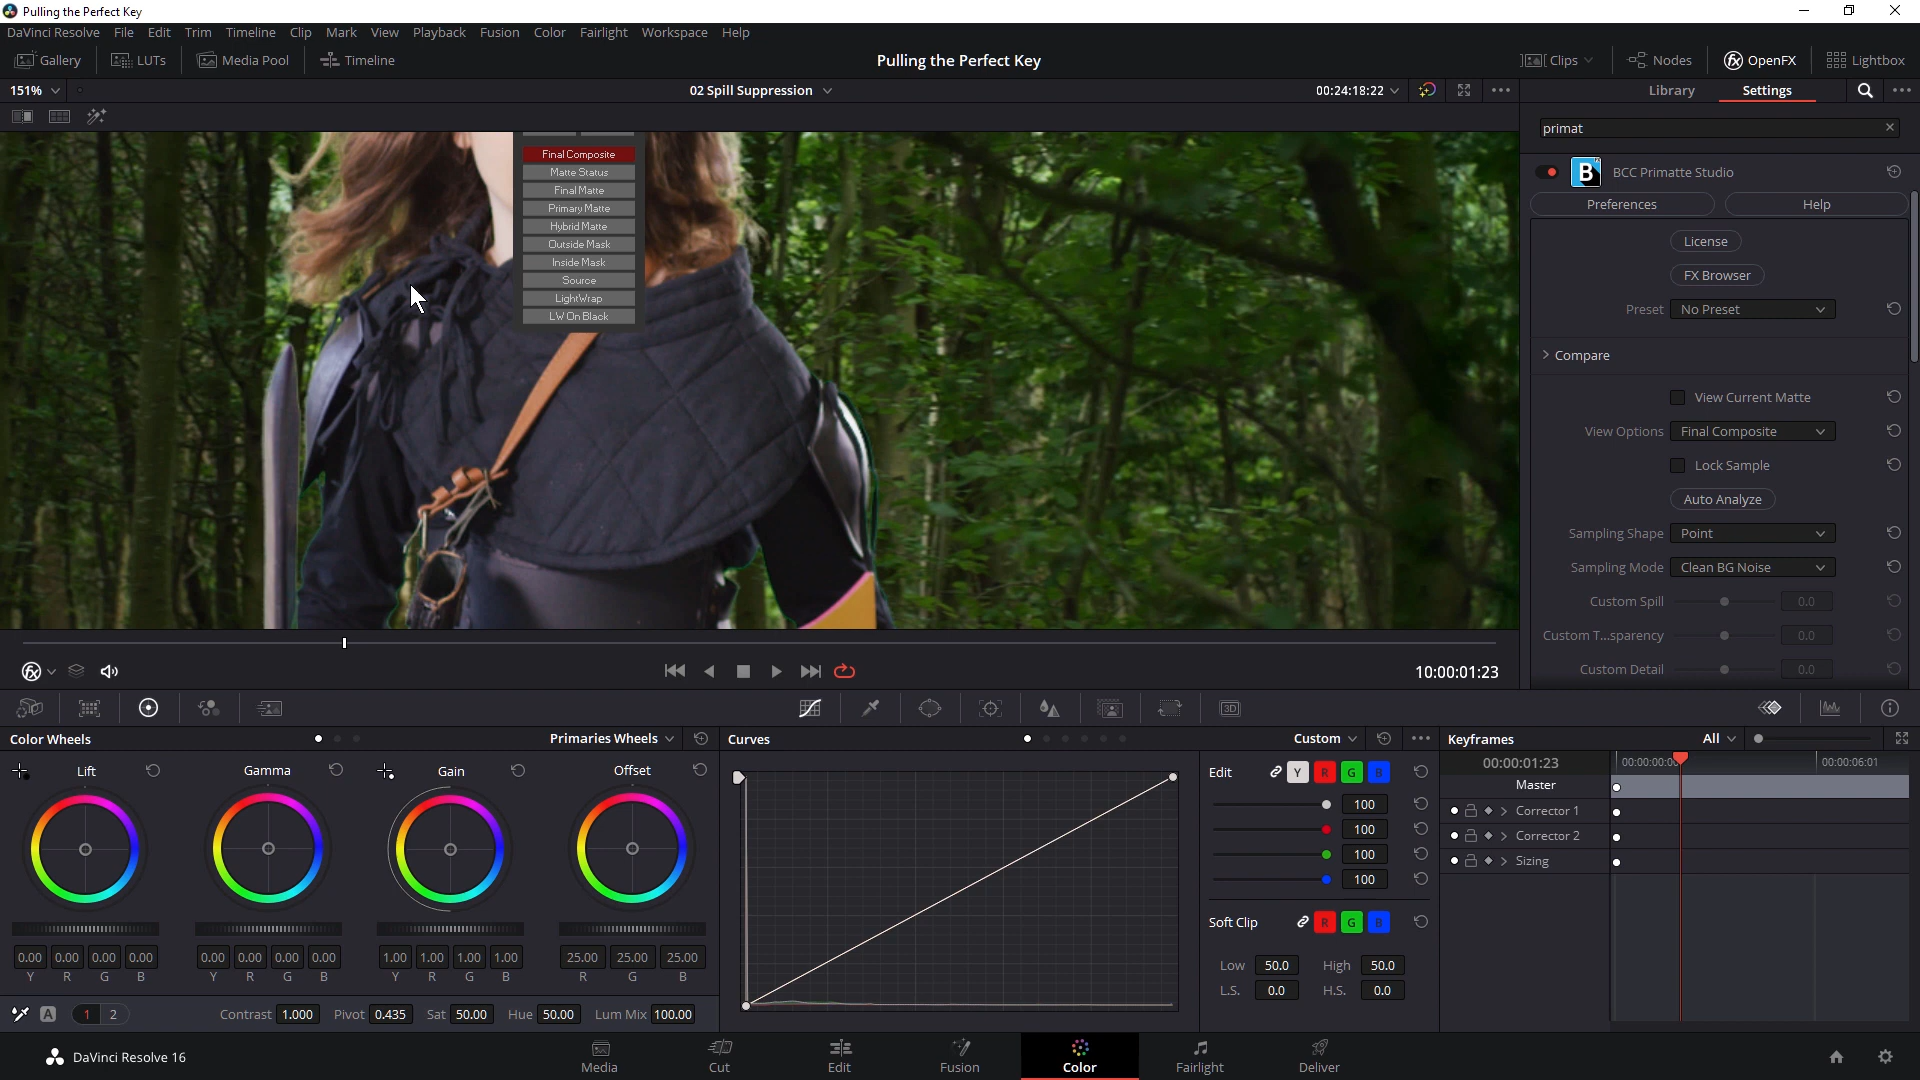 Pulling the Perfect Key
DaVinci Resolve File Edit Trim Timeline Clip Mark View Playback Fusion Color Fairlight Workspace Help
Gallery LUTs Media Pool Timeline Pulling the Perfect Key Clips Nodes OpenFX Lightbox
151% 02 Spill Suppression 00:24:18:22 Library Settings
primat
Final Composite
Matte Status
Final Matte
Primary Matte
Hybrid Matte
Outside Mask
Inside Mask
Source
LightWrap
LW On Black
B BCC Primatte Studio
Preferences Help
License
FX Browser
Preset No Preset
Compare
View Current Matte
View Options Final Composite
Lock Sample
Auto Analyze
Sampling Shape Point
Sampling Mode Clean BG Noise
Custom Spill 0.0
Custom T...sparency 0.0
Custom Detail 0.0
fx 10:00:01:23
3D
Color Wheels Primaries Wheels
Lift Gamma Gain Offset
0.00 0.00 0.00 0.00 0.00 0.00 0.00 0.00 1.00 1.00 1.00 1.00 25.00 25.00 25.00
Y R G B Y R G B Y R G B R G B
A 1 2 Contrast 1.000 Pivot 0.435 Sat 50.00 Hue 50.00 Lum Mix 100.00
Curves Custom
Edit Y R G B
100
100
100
100
Soft Clip R G B
Low 50.0 High 50.0
L.S. 0.0 H.S. 0.0
Keyframes All
00:00:01:23 00:00:00:0 00:00:06:01
Master
Corrector 1
Corrector 2
Sizing
DaVinci Resolve 16 Media Cut Edit Fusion Color Fairlight Deliver